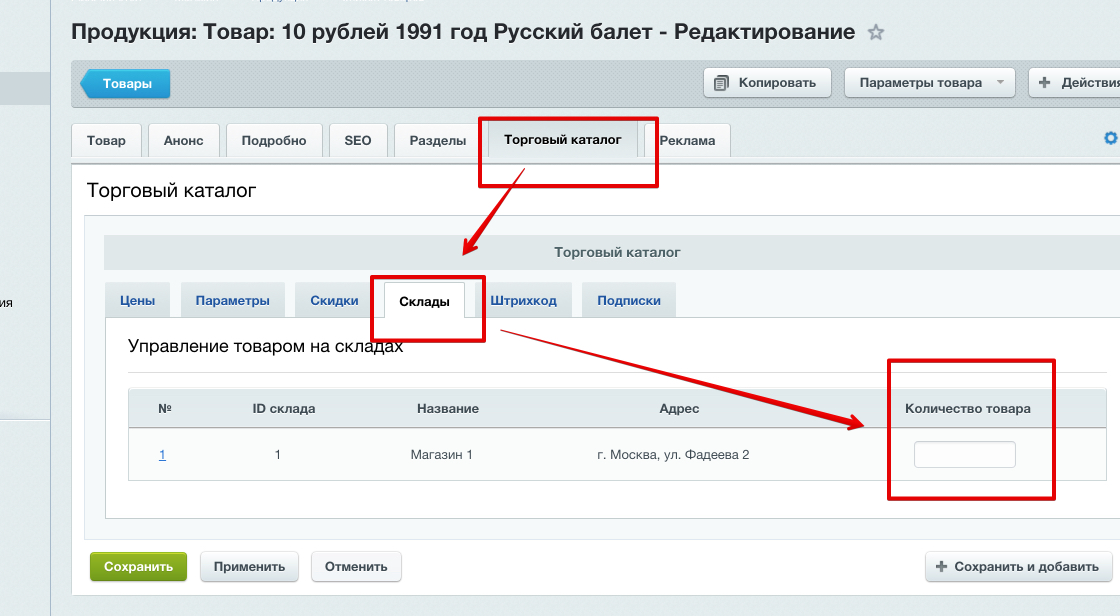 Продукция: Товар: 10 рублей 1991 год Русский балет - Редактирование
Товары
Копировать
Параметры товара
Действия
Товар
Анонс
Подробно
SEO
Разделы
Торговый каталог
Реклама
Торговый каталог
Торговый каталог
ия
Цены
Параметры
Скидки
Склады
Штрихкод
Подписки
Управление товаром на складах
№ ID склада Название Адрес Количество товара
1 1 Магазин 1 г. Москва, ул. Фадеева 2
Сохранить
Применить
Отменить
Сохранить и добавить